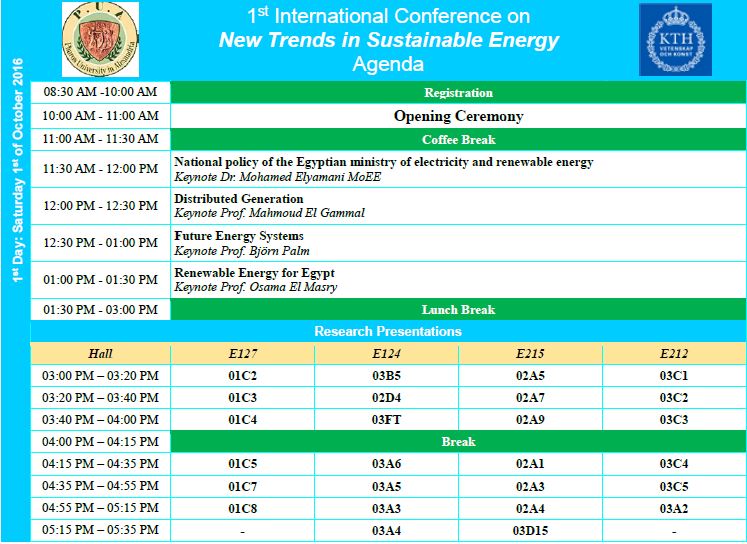 P. U. A
Pharos University in Alexandria
1st International Conference on
New Trends in Sustainable Energy
Agenda
KTH
VETENSKAP
OCH KONST
1st Day: Saturday 1st of October 2016
08:30 AM -10:00 AM Registration
10:00 AM - 11:00 AM Opening Ceremony
11:00 AM - 11:30 AM Coffee Break
11:30 AM - 12:00 PM National policy of the Egyptian ministry of electricity and renewable energy
Keynote Dr. Mohamed Elyamani MoEE
12:00 PM - 12:30 PM Distributed Generation
Keynote Prof. Mahmoud El Gammal
12:30 PM - 01:00 PM Future Energy Systems
Keynote Prof. Björn Palm
01:00 PM - 01:30 PM Renewable Energy for Egypt
Keynote Prof. Osama El Masry
01:30 PM - 03:00 PM Lunch Break
Research Presentations
Hall E127 E124 E215 E212
03:00 PM – 03:20 PM 01C2 03B5 02A5 03C1
03:20 PM – 03:40 PM 01C3 02D4 02A7 03C2
03:40 PM – 04:00 PM 01C4 03FT 02A9 03C3
04:00 PM – 04:15 PM Break
04:15 PM – 04:35 PM 01C5 03A6 02A1 03C4
04:35 PM – 04:55 PM 01C7 03A5 02A3 03C5
04:55 PM – 05:15 PM 01C8 03A3 02A4 03A2
05:15 PM – 05:35 PM - 03A4 03D15 -